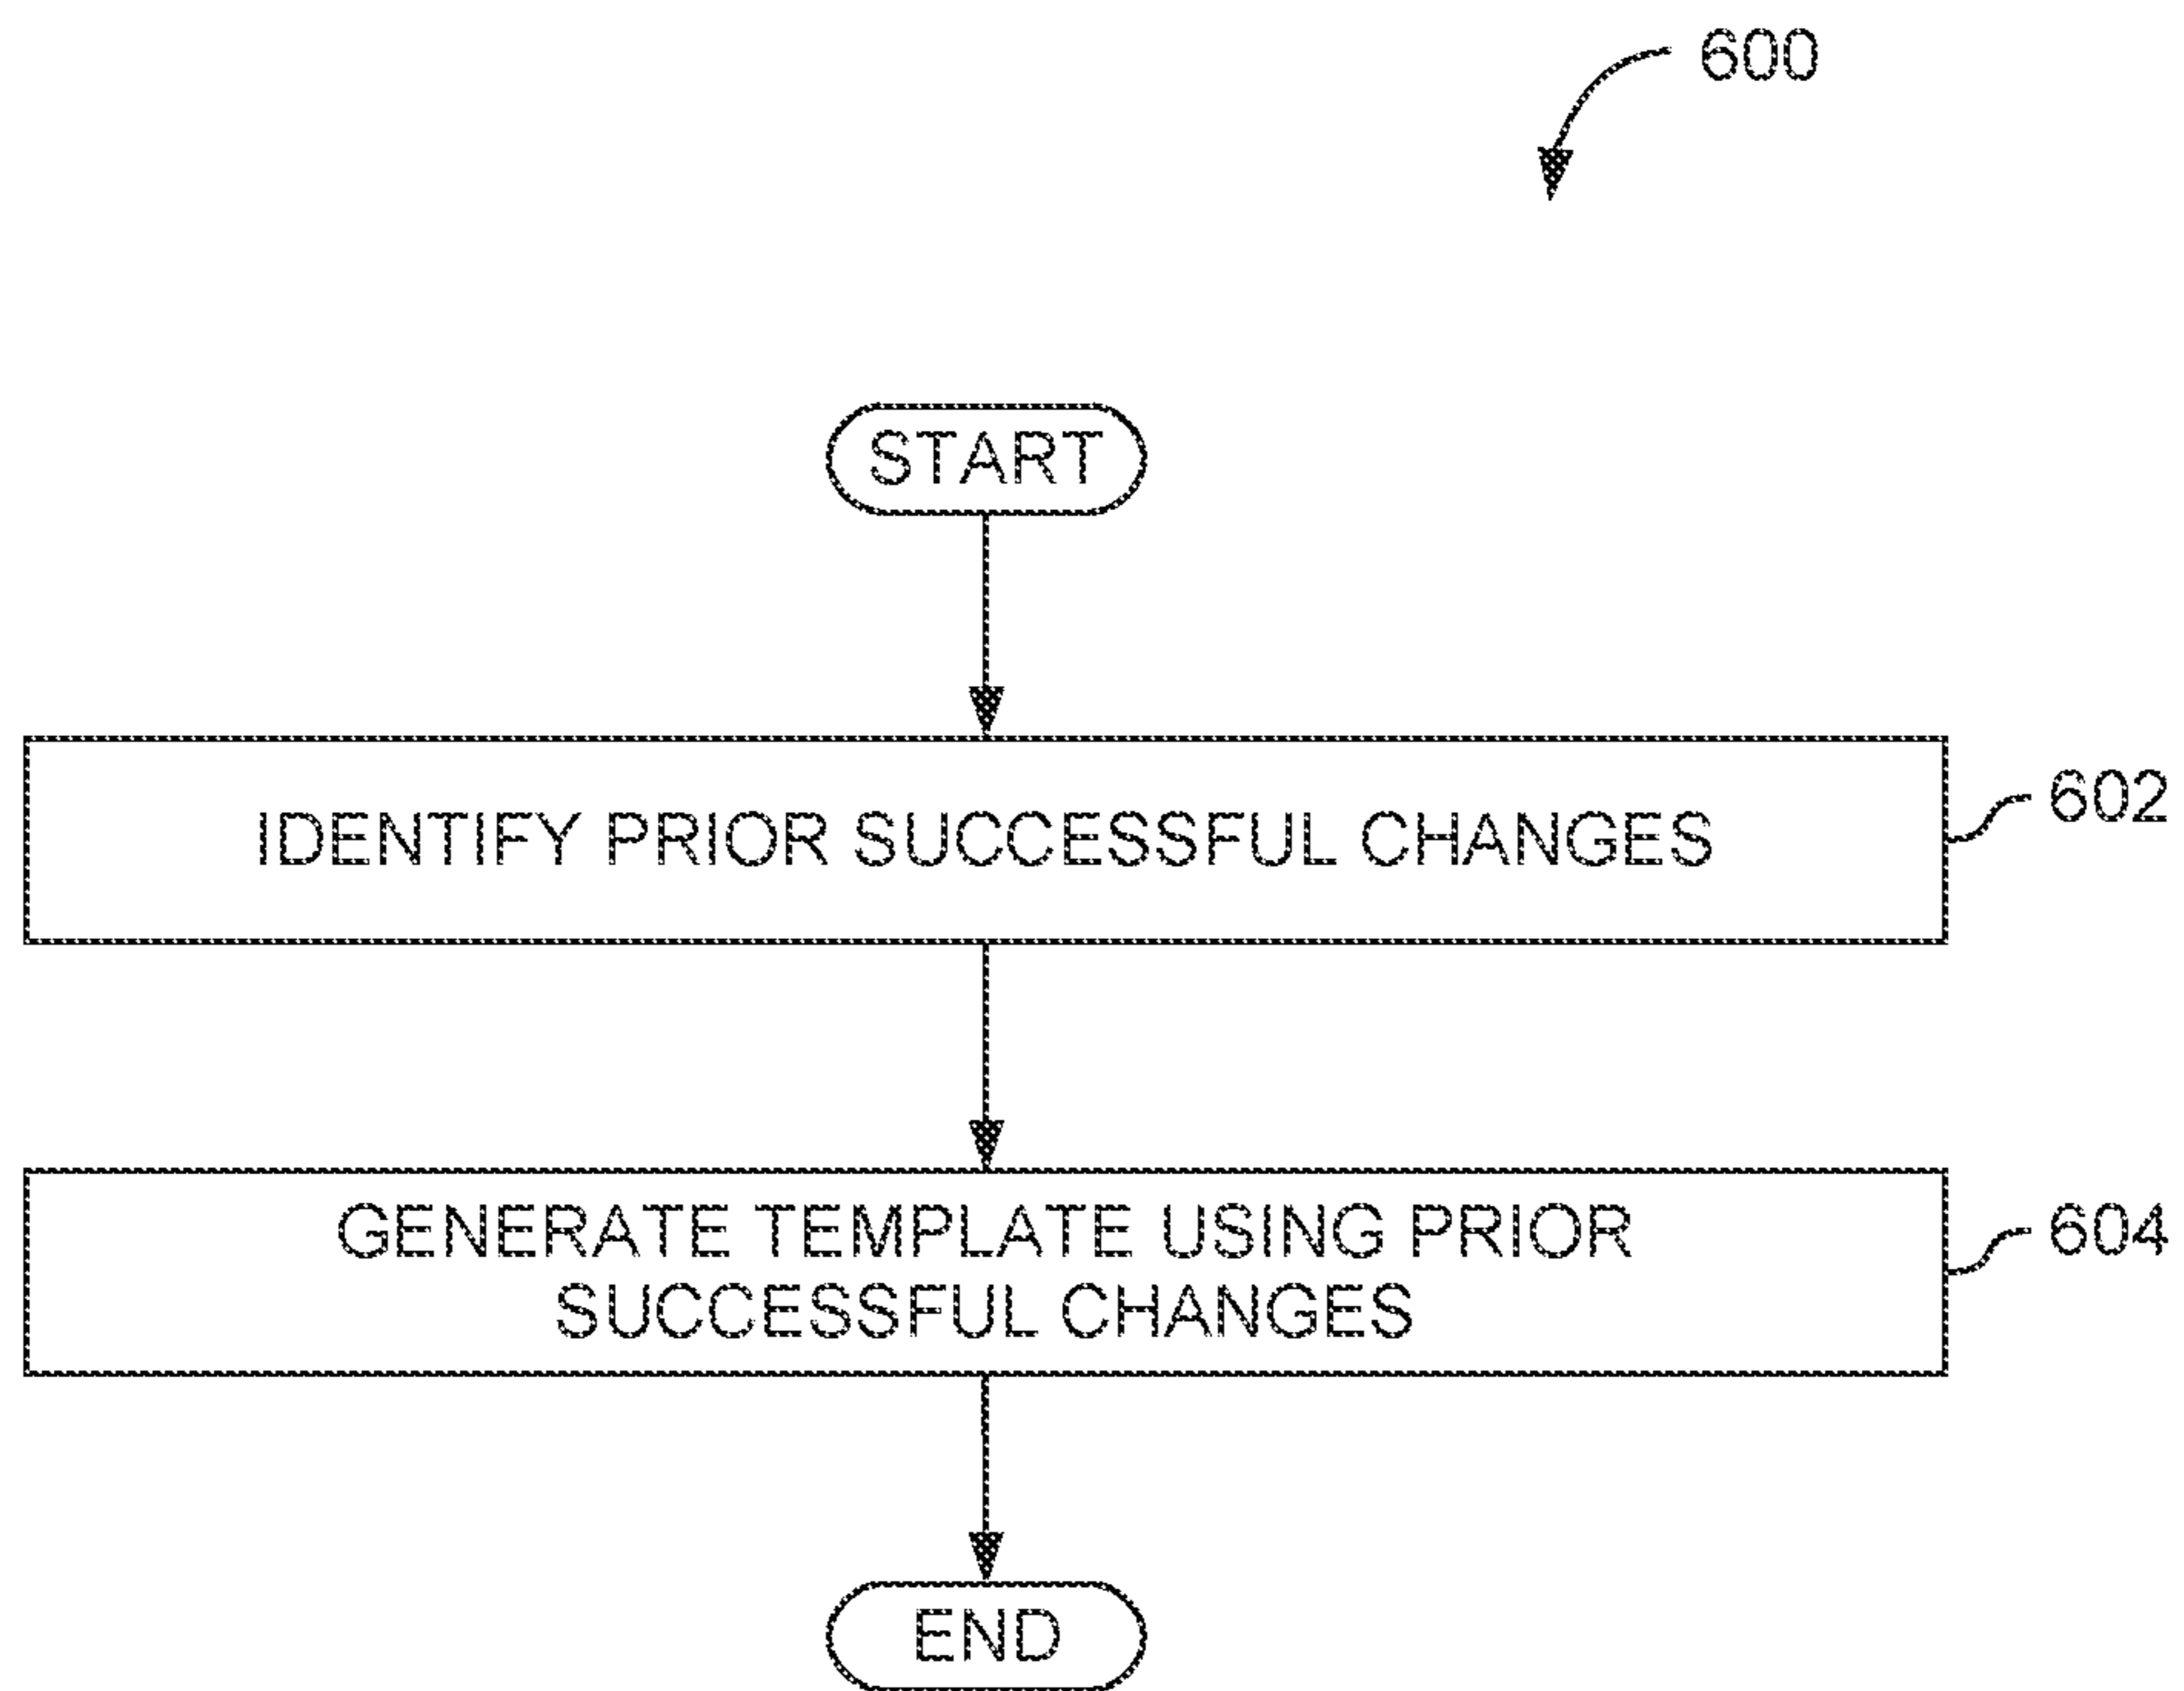 600
START
IDENTIFY PRIOR SUCCESSFUL CHANGES
602
GENERATE TEMPLATE USING PRIOR
SUCCESSFUL CHANGES
604
END